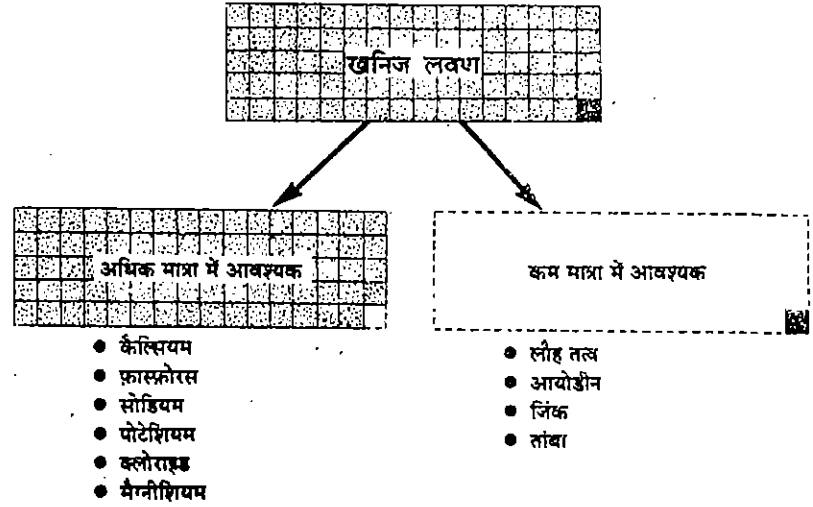 खनिज लवण
अधिक मात्रा में आवश्यक
कम मात्रा में आवश्यक
कैल्सियम
फ़ास्फ़ोरस
सोडियम
पोटेशियम
क्लोराइड
मैग्नीशियम
लौह तत्व
आयोडीन
जिंक
तांबा